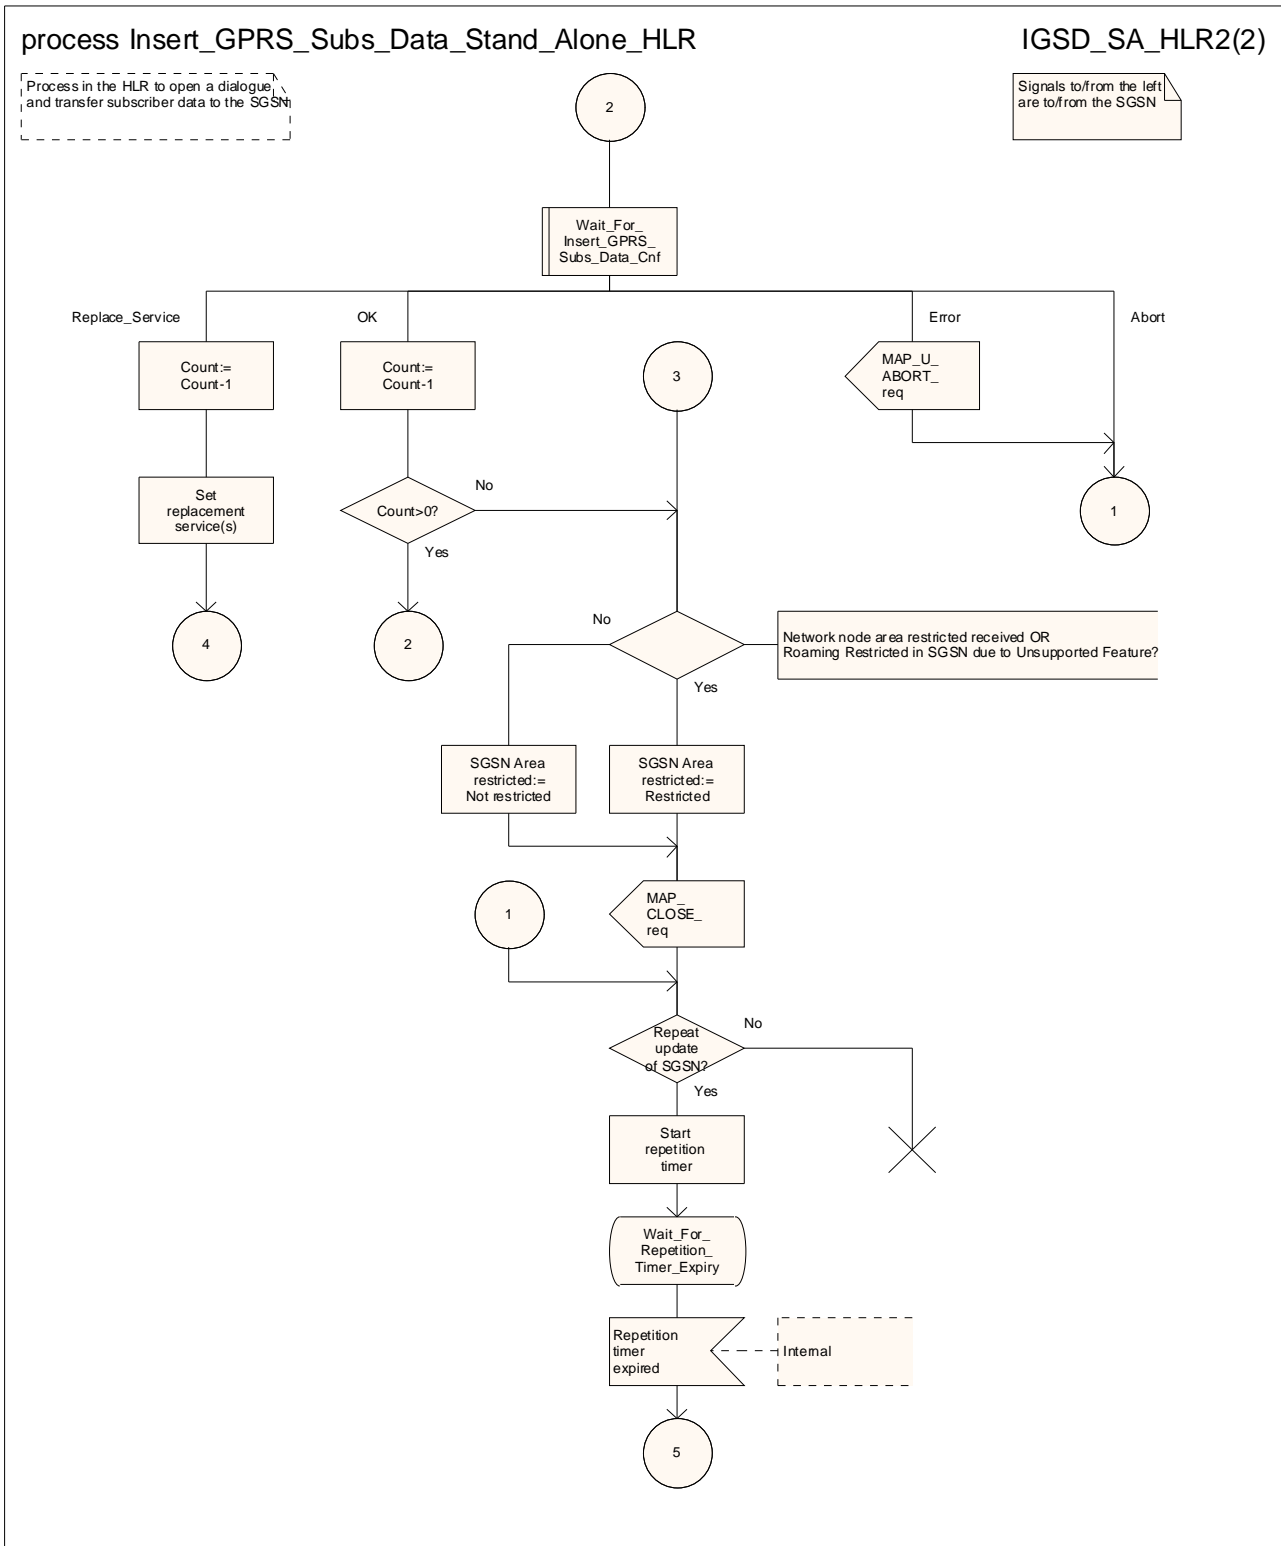 process Insert_GPRS_Subs_Data_Stand_Alone_HLR
IGSD_SA_HLR2(2)
Process in the HLR to open a dialogue
and transfer subscriber data to the SGSN
2
Signals to/from the left
are to/from the SGSN
Wait_For_
Insert_GPRS_
Subs_Data_Cnf
Replace_Service
OK
Error
Abort
Count:=
Count-1
Count:=
Count-1
3
MAP_U_
ABORT_
req
Set
replacement
service(s)
Count>0?
No
Yes
1
4
2
No
Yes
Network node area restricted received OR
Roaming Restricted in SGSN due to Unsupported Feature?
SGSN Area
restricted:=
Not restricted
SGSN Area
restricted:=
Restricted
1
MAP_
CLOSE_
req
Repeat
update
of SGSN?
No
Yes
Start
repetition
timer
Wait_For_
Repetition_
Timer_Expiry
Repetition
timer
expired
Internal
5